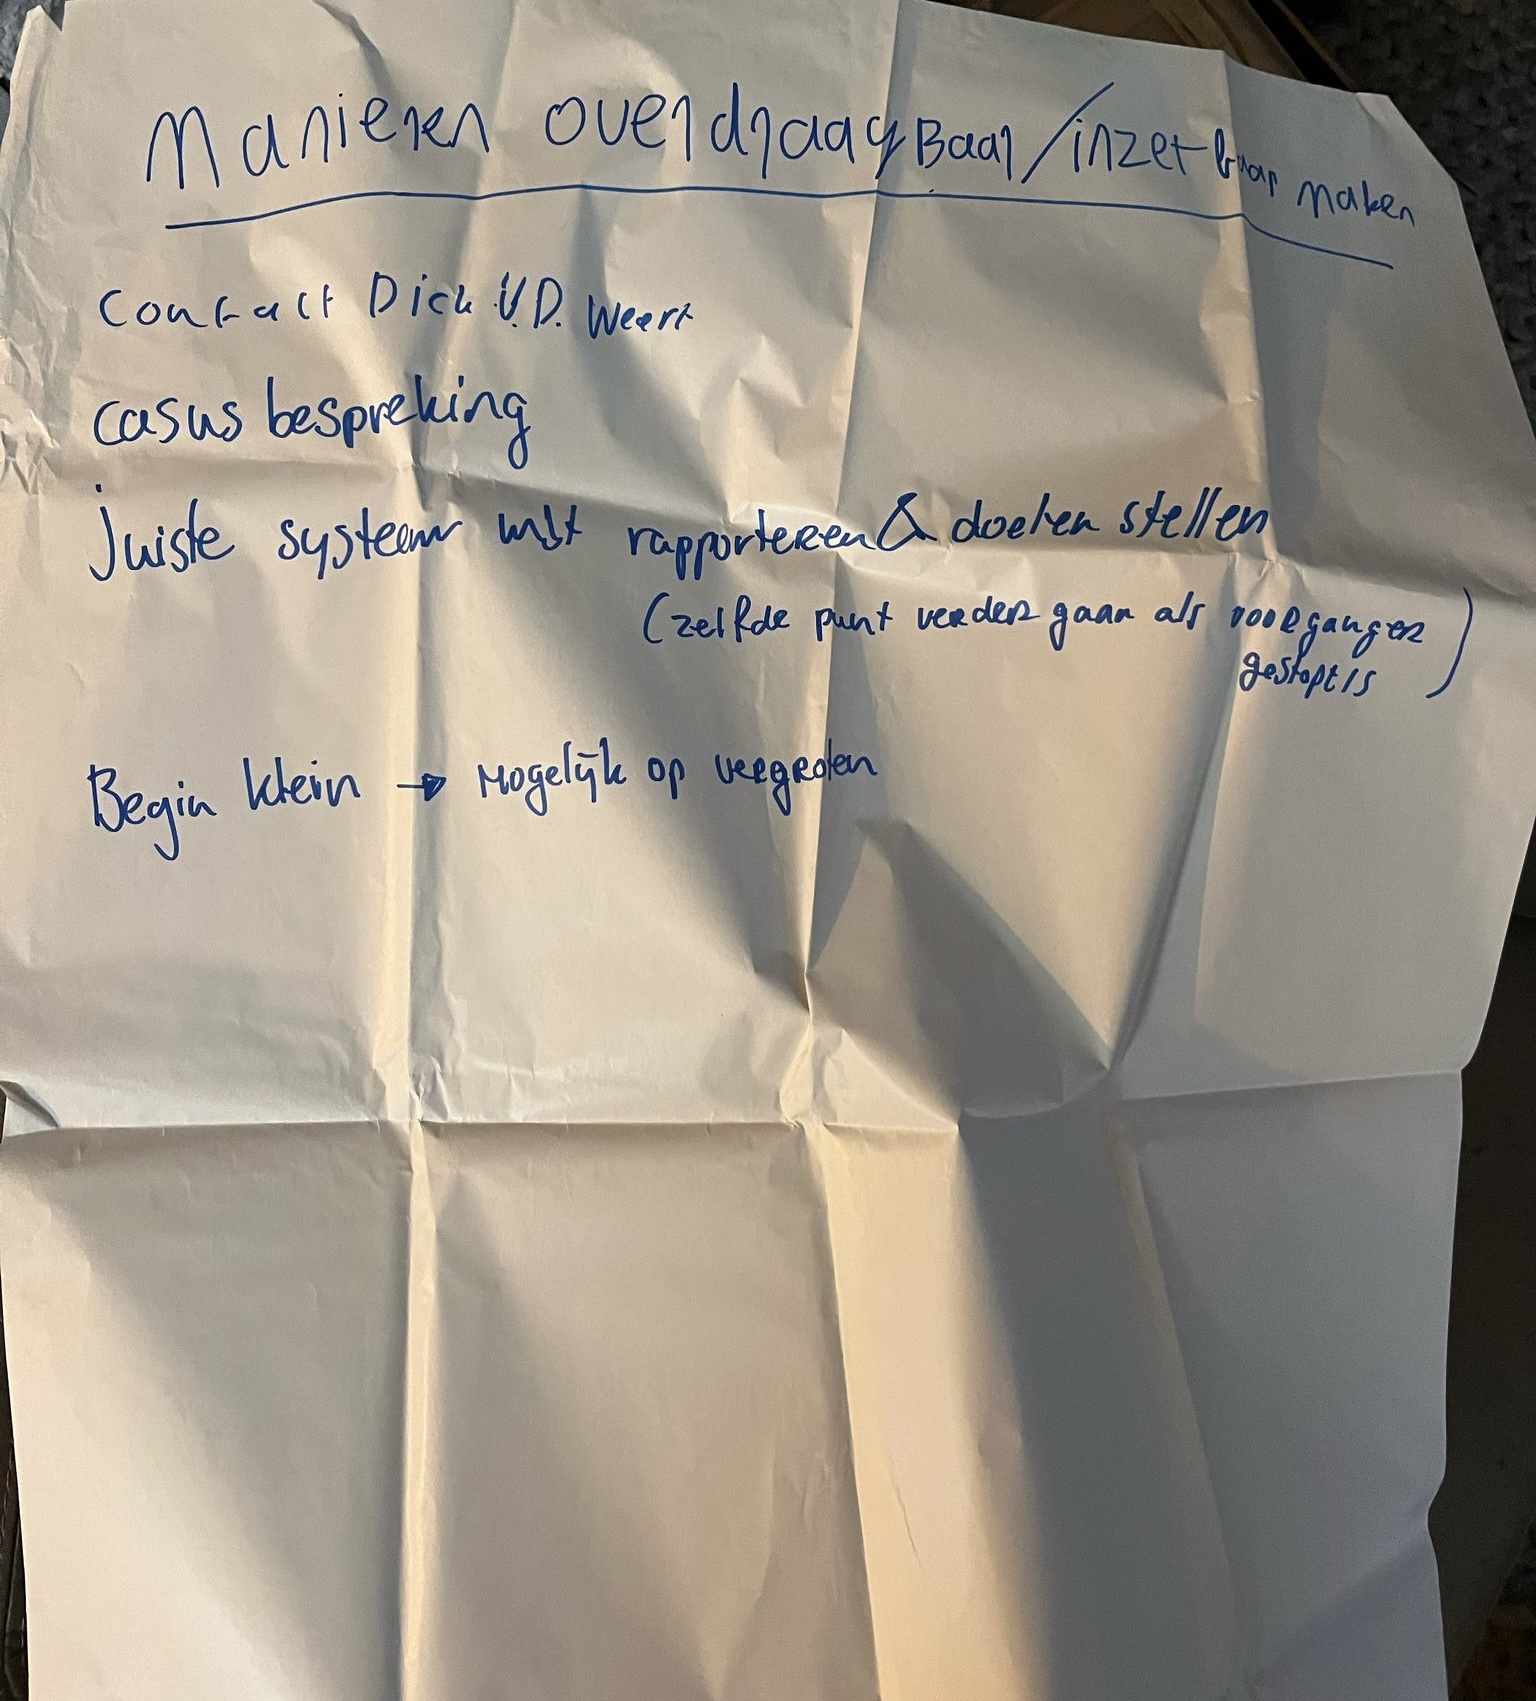 Manieren overdraagBaar/inzetbaar maken
Contact Dick V.D. Weert
casus bespreking
juiste systeem mbt rapporteren & doelen stellen
(zelfde punt verder gaan als voorganger
gestopt is)
Begin klein → Mogelijk op vergroten